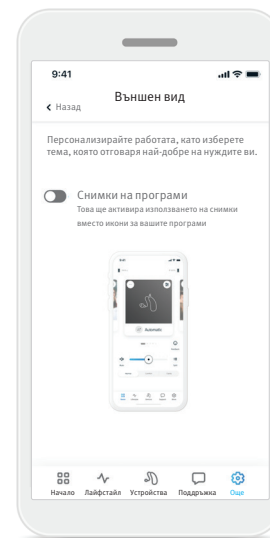 9:41
Назад
Външен вид
Персонализирайте работата, като изберете
тема, която отговаря най-добре на нуждите ви.
Снимки на програми
Това ще активира използването на снимки
вместо икони за вашите програми
Automatic
Начало Лайфстайл Устройства Поддръжка Още